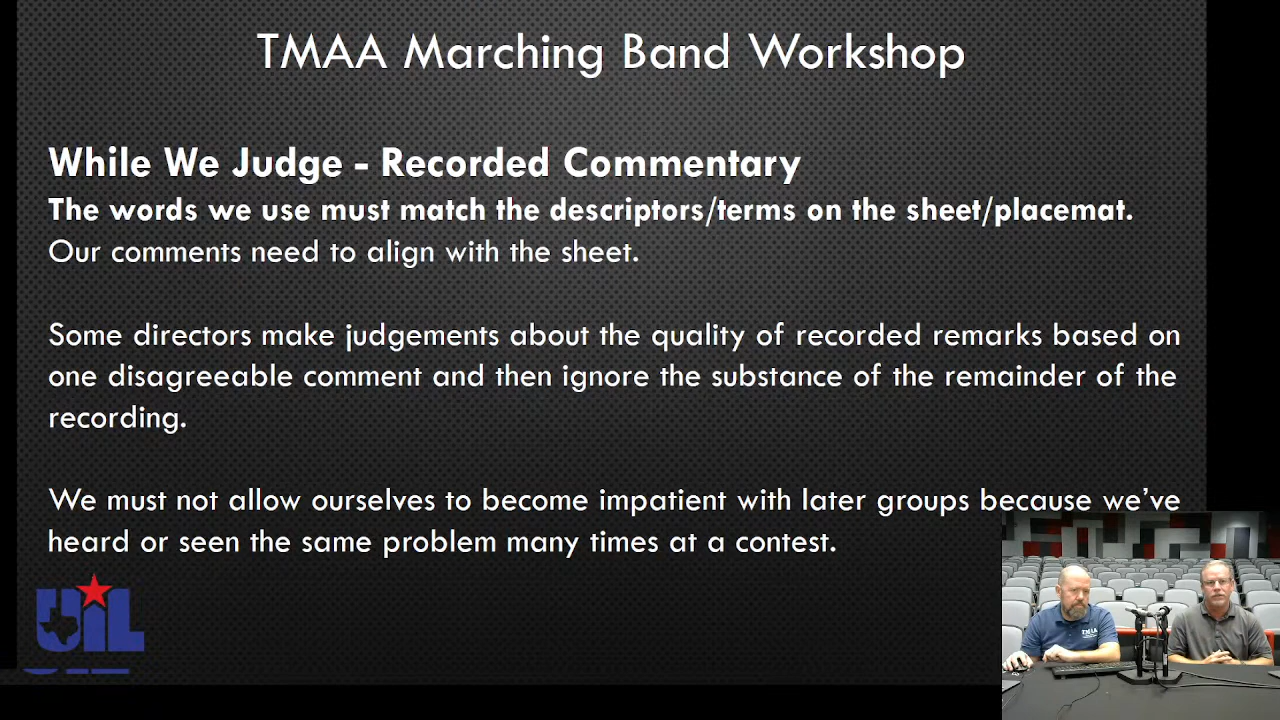 TMAA Marching Band Workshop
While We Judge - Recorded Commentary
The words we use must match the descriptors/terms on the sheet/placemat.
Our comments need to align with the sheet.
Some directors make judgements about the quality of recorded remarks based on
one disagreeable comment and then ignore the substance of the remainder of the
recording.
We must not allow ourselves to become impatient with later groups because we've
heard or seen the same problem many times at a contest.
UIL
TMAA